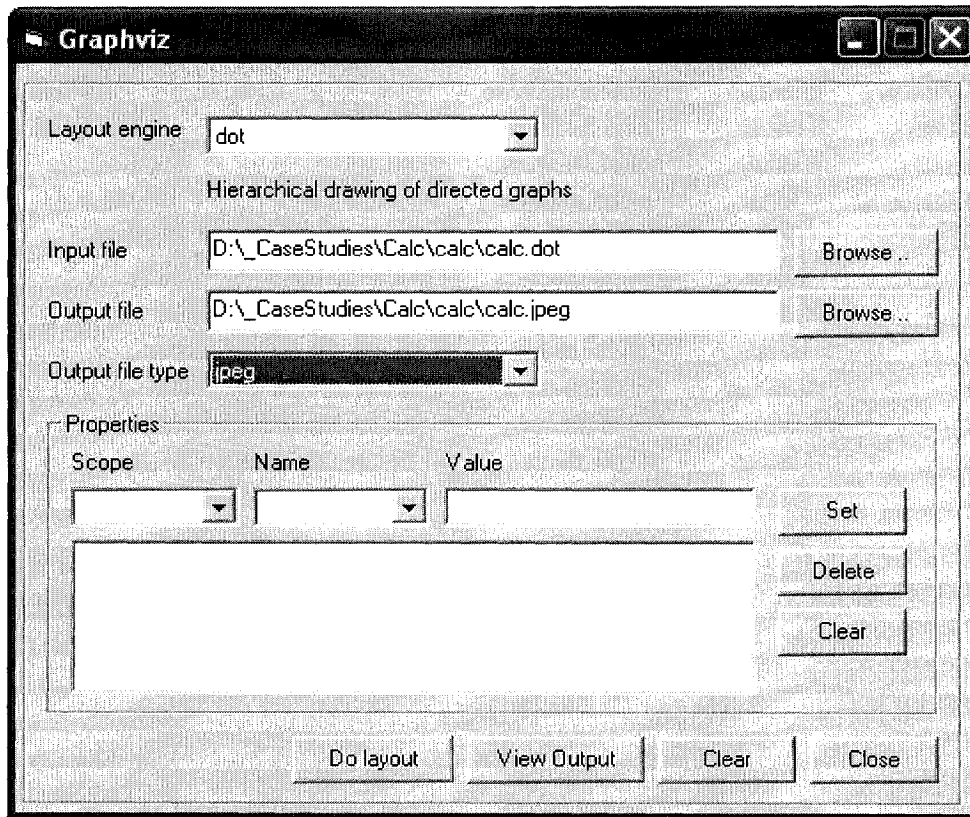 Graphviz
Layout engine dot
Hierarchical drawing of directed graphs
Input file D:\_CaseStudies\Calc\calc\calc.dot Browse ..
Output file D:\_CaseStudies\Calc\calc\calc.jpeg Browse ..
Output file type jpeg
Properties
Scope Name Value
Set
Delete
Clear
Do layout View Output Clear Close